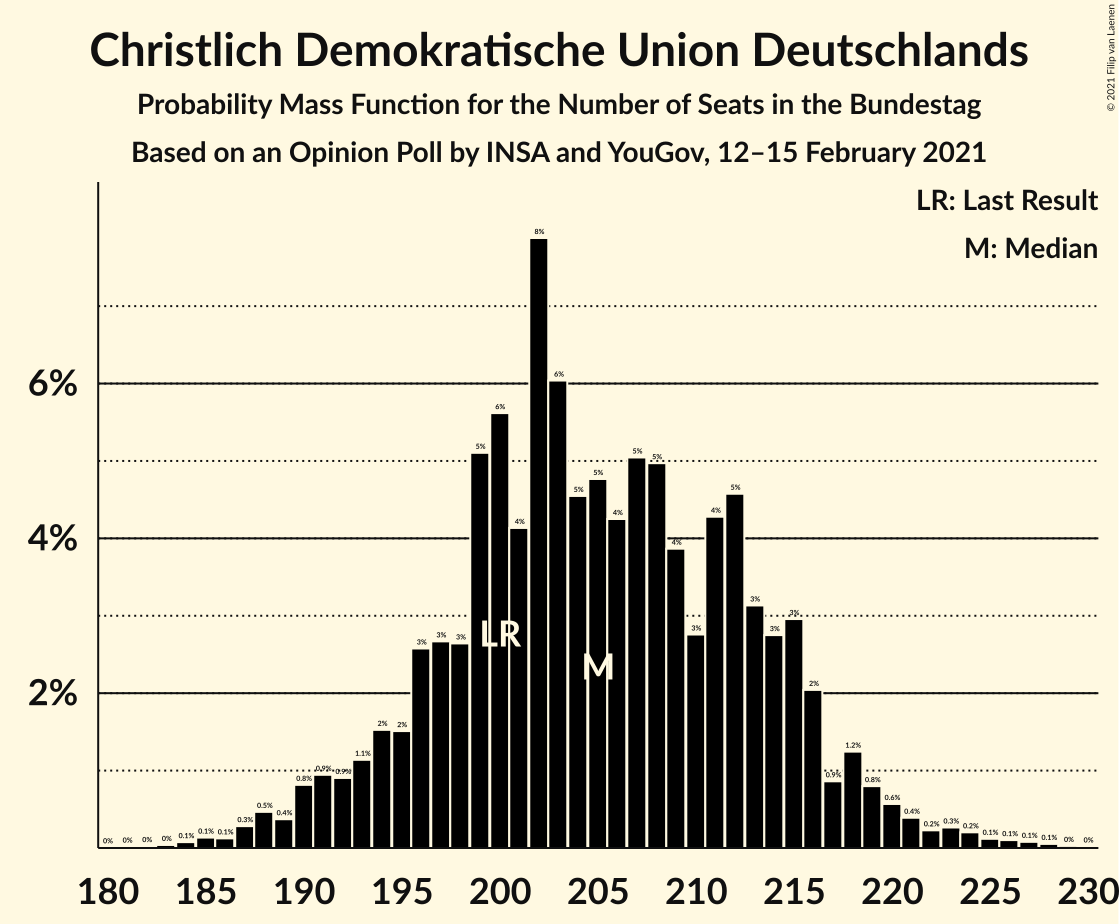 Christlich Demokratische Union Deutschlands
Probability Mass Function for the Number of Seats in the Bundestag
Based on an Opinion Poll by INSA and YouGov, 12–15 February 2021
© 2021 Filip van Laenen
LR: Last Result
M: Median
6%
4%
2%
0% 0% 0% 0% 0.1% 0.1% 0.1% 0.3% 0.5% 0.4% 0.8% 0.9% 0.9% 1.1% 2% 2% 3% 3% 3% 5% 6% 4% 8% 6% 5% 5% 4% 5% 5% 4% 3% 4% 5% 3% 3% 3% 2% 0.9% 1.2% 0.8% 0.6% 0.4% 0.2% 0.3% 0.2% 0.1% 0.1% 0.1% 0.1% 0% 0%
LR
M
180 185 190 195 200 205 210 215 220 225 230